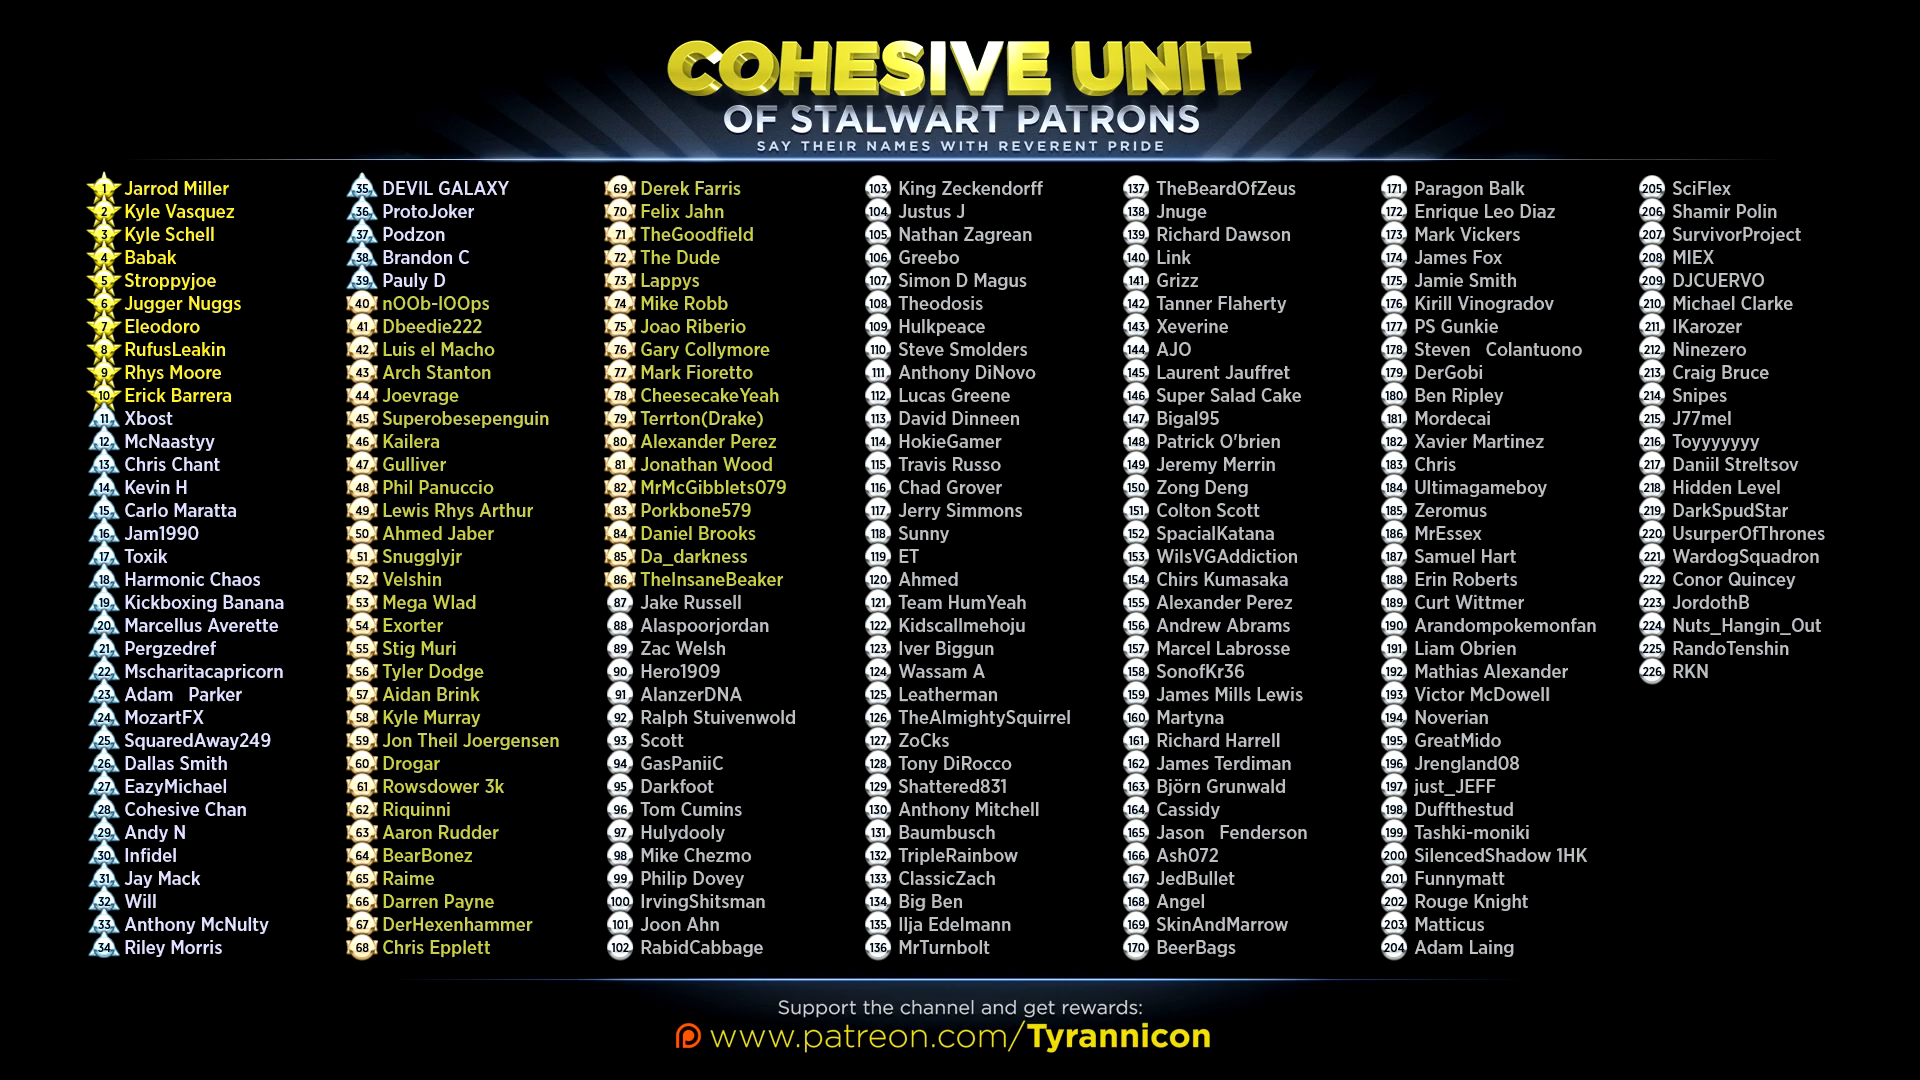 COHESIVE UNIT
OF STALWART PATRONS
SAY THEIR NAMES WITH REVERENT PRIDE
1 Jarrod Miller
2 Kyle Vasquez
3 Kyle Schell
4 Babak
5 Stroppyjoe
6 Jugger Nuggs
7 Eleodoro
8 RufusLeakin
9 Rhys Moore
10 Erick Barrera
11 Xbost
12 McNaastyy
13 Chris Chant
14 Kevin H
15 Carlo Maratta
16 Jam1990
17 Toxik
18 Harmonic Chaos
19 Kickboxing Banana
20 Marcellus Averette
21 Pergzedref
22 Mscharitacapricorn
23 Adam Parker
24 MozartFX
25 SquaredAway249
26 Dallas Smith
27 EazyMichael
28 Cohesive Chan
29 Andy N
30 Infidel
31 Jay Mack
32 Will
33 Anthony McNulty
34 Riley Morris
35 DEVIL GALAXY
36 ProtoJoker
37 Podzon
38 Brandon C
39 Pauly D
40 nOOb-lOOps
41 Dbeedie222
42 Luis el Macho
43 Arch Stanton
44 Joevrage
45 Superobesepenguin
46 Kailera
47 Gulliver
48 Phil Panuccio
49 Lewis Rhys Arthur
50 Ahmed Jaber
51 Snugglyjr
52 Velshin
53 Mega Wlad
54 Exorter
55 Stig Muri
56 Tyler Dodge
57 Aidan Brink
58 Kyle Murray
59 Jon Theil Joergensen
60 Drogar
61 Rowsdower 3k
62 Riquinni
63 Aaron Rudder
64 BearBonez
65 Raime
66 Darren Payne
67 DerHexenhammer
68 Chris Epplett
69 Derek Farris
70 Felix Jahn
71 TheGoodfield
72 The Dude
73 Lappys
74 Mike Robb
75 Joao Riberio
76 Gary Collymore
77 Mark Fioretto
78 CheesecakeYeah
79 Terrton(Drake)
80 Alexander Perez
81 Jonathan Wood
82 MrMcGibblets079
83 Porkbone579
84 Daniel Brooks
85 Da_darkness
86 TheInsaneBeaker
87 Jake Russell
88 Alaspoorjordan
89 Zac Welsh
90 Hero1909
91 AlanzerDNA
92 Ralph Stuivenwold
93 Scott
94 GasPaniiC
95 Darkfoot
96 Tom Cumins
97 Hulydooly
98 Mike Chezmo
99 Philip Dovey
100 IrvingShitsman
101 Joon Ahn
102 RabidCabbage
103 King Zeckendorff
104 Justus J
105 Nathan Zagrean
106 Greebo
107 Simon D Magus
108 Theodosis
109 Hulkpeace
110 Steve Smolders
111 Anthony DiNovo
112 Lucas Greene
113 David Dinneen
114 HokieGamer
115 Travis Russo
116 Chad Grover
117 Jerry Simmons
118 Sunny
119 ET
120 Ahmed
121 Team HumYeah
122 Kidscallmehoju
123 Iver Biggun
124 Wassam A
125 Leatherman
126 TheAlmightySquirrel
127 ZoCks
128 Tony DiRocco
129 Shattered831
130 Anthony Mitchell
131 Baumbusch
132 TripleRainbow
133 ClassicZach
134 Big Ben
135 Ilja Edelmann
136 MrTurnbolt
137 TheBeardOfZeus
138 Jnuge
139 Richard Dawson
140 Link
141 Grizz
142 Tanner Flaherty
143 Xeverine
144 AJO
145 Laurent Jauffret
146 Super Salad Cake
147 Bigal95
148 Patrick O'brien
149 Jeremy Merrin
150 Zong Deng
151 Colton Scott
152 SpacialKatana
153 WilsVGAddiction
154 Chirs Kumasaka
155 Alexander Perez
156 Andrew Abrams
157 Marcel Labrosse
158 SonofKr36
159 James Mills Lewis
160 Martyna
161 Richard Harrell
162 James Terdiman
163 Björn Grunwald
164 Cassidy
165 Jason Fenderson
166 Ash072
167 JedBullet
168 Angel
169 SkinAndMarrow
170 BeerBags
171 Paragon Balk
172 Enrique Leo Diaz
173 Mark Vickers
174 James Fox
175 Jamie Smith
176 Kirill Vinogradov
177 PS Gunkie
178 Steven Colantuono
179 DerGobi
180 Ben Ripley
181 Mordecai
182 Xavier Martinez
183 Chris
184 Ultimagameboy
185 Zeromus
186 MrEssex
187 Samuel Hart
188 Erin Roberts
189 Curt Wittmer
190 Arandompokemonfan
191 Liam Obrien
192 Mathias Alexander
193 Victor McDowell
194 Noverian
195 GreatMido
196 Jrengland08
197 just_JEFF
198 Duffthestud
199 Tashki-moniki
200 SilencedShadow 1HK
201 Funnymatt
202 Rouge Knight
203 Matticus
204 Adam Laing
205 SciFlex
206 Shamir Polin
207 SurvivorProject
208 MIEX
209 DJCUERVO
210 Michael Clarke
211 IKarozer
212 Ninezero
213 Craig Bruce
214 Snipes
215 J77mel
216 Toyyyyyyy
217 Daniil Streltsov
218 Hidden Level
219 DarkSpudStar
220 UsurperOfThrones
221 WardogSquadron
222 Conor Quincey
223 JordothB
224 Nuts_Hangin_Out
225 RandoTenshin
226 RKN
Support the channel and get rewards:
www.patreon.com/Tyrannicon